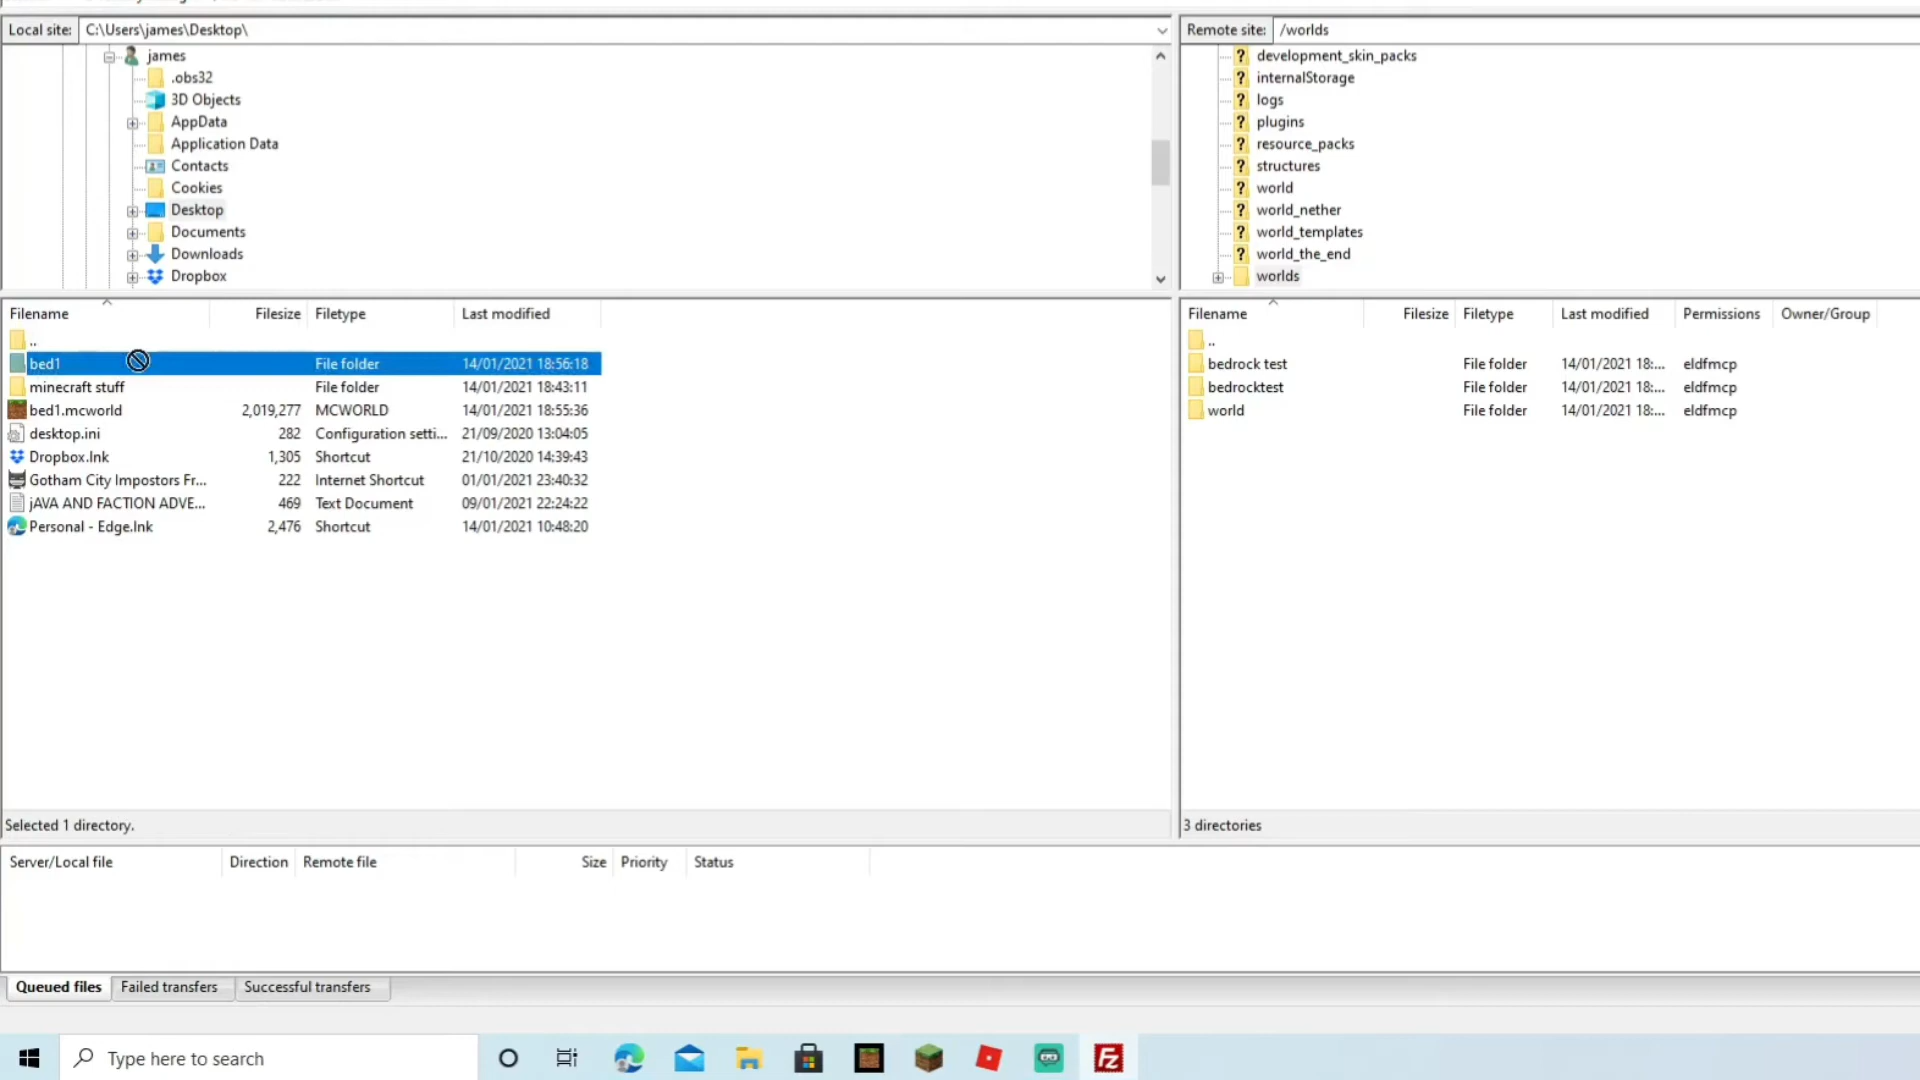 Local site: C:\Users\james\Desktop\
james
.obs32
3D Objects
AppData
Application Data
Contacts
Cookies
Desktop
Documents
Downloads
Dropbox
Remote site: /worlds
development_skin_packs
internalStorage
logs
plugins
resource_packs
structures
world
world_nether
world_templates
world_the_end
worlds
Filename Filesize Filetype Last modified
..
bed1 File folder 14/01/2021 18:56:18
minecraft stuff File folder 14/01/2021 18:43:11
bed1.mcworld 2,019,277 MCWORLD 14/01/2021 18:55:36
desktop.ini 282 Configuration setti... 21/09/2020 13:04:05
Dropbox.lnk 1,305 Shortcut 21/10/2020 14:39:43
Gotham City Impostors Fr... 222 Internet Shortcut 01/01/2021 23:40:32
jAVA AND FACTION ADVE... 469 Text Document 09/01/2021 22:24:22
Personal - Edge.lnk 2,476 Shortcut 14/01/2021 10:48:20
Selected 1 directory.
Filename Filesize Filetype Last modified Permissions Owner/Group
..
bedrock test File folder 14/01/2021 18:... eldfmcp
bedrocktest File folder 14/01/2021 18:... eldfmcp
world File folder 14/01/2021 18:... eldfmcp
3 directories
Server/Local file Direction Remote file Size Priority Status
Queued files Failed transfers Successful transfers
Type here to search